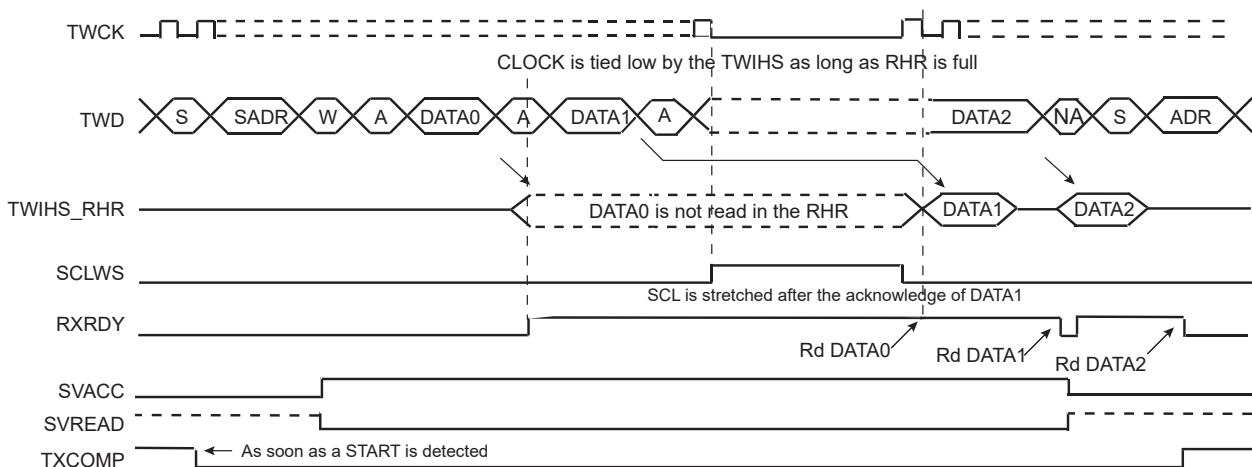 TWCK
CLOCK is tied low by the TWIHS as long as RHR is full
TWD S SADR W A DATA0 A DATA1 A DATA2 NA S ADR
TWIHS_RHR DATA0 is not read in the RHR DATA1 DATA2
SCLWS
SCL is stretched after the acknowledge of DATA1
RXRDY
Rd DATA0 Rd DATA1 Rd DATA2
SVACC
SVREAD
TXCOMP As soon as a START is detected